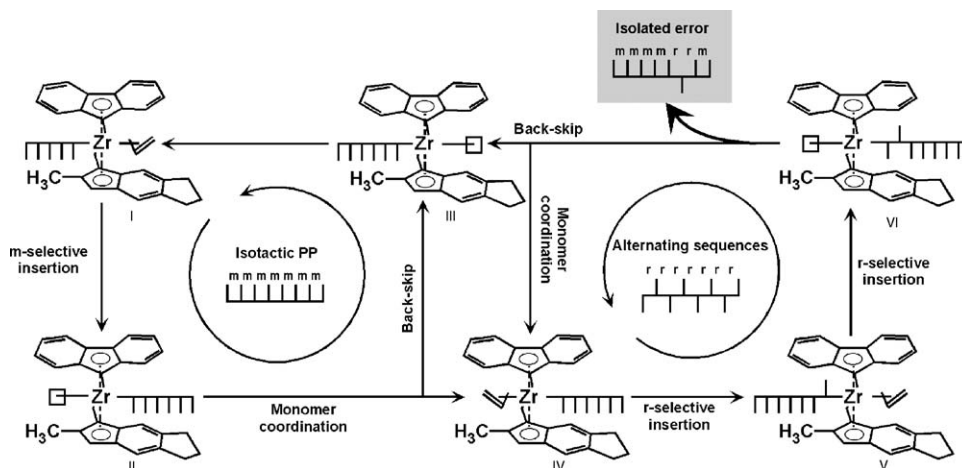 Isolated error
m m m m r r m
Zr
H₃C
I
Back-skip
Zr
H₃C
III
Zr
H₃C
VI
m-selective
insertion
Isotactic PP
m m m m m m m
Back-skip
Monomer
coordination
Alternating sequences
r r r r r r r
r-selective
insertion
Zr
H₃C
II
Monomer
coordination
Zr
H₃C
IV
r-selective
insertion
Zr
H₃C
V